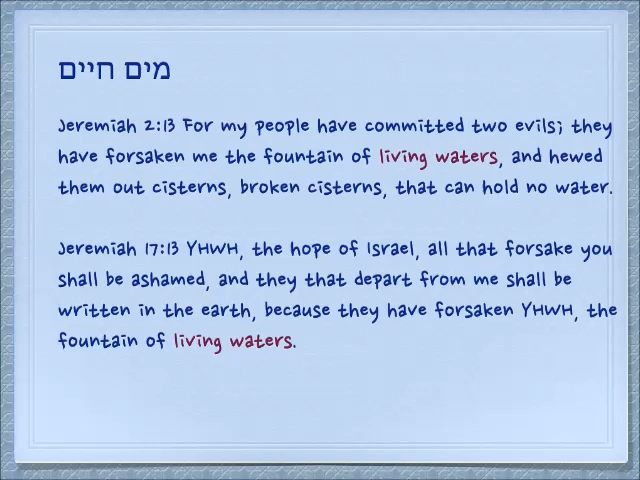 מים חיים
Jeremiah 2:13 For my people have committed two evils; they
have forsaken me the fountain of living waters, and hewed
them out cisterns, broken cisterns, that can hold no water.
Jeremiah 17:13 YHWH, the hope of Israel, all that forsake you
shall be ashamed, and they that depart from me shall be
written in the earth, because they have forsaken YHWH, the
fountain of living waters.